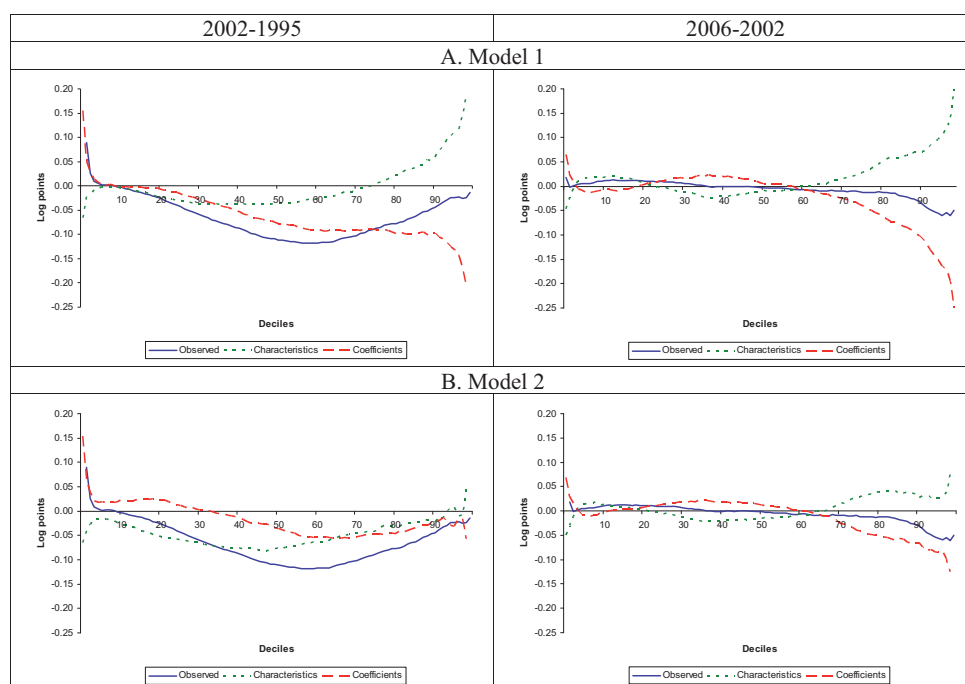 2002-1995 2006-2002
A. Model 1
0.20 0.15 0.10 0.05 0.00 -0.05 -0.10 -0.15 -0.20 -0.25
Log points
10 20 30 40 50 60 70 80 90
Deciles
Observed Characteristics Coefficients
0.20 0.15 0.10 0.05 0.00 -0.05 -0.10 -0.15 -0.20 -0.25
Log points
10 20 30 40 50 60 70 80 90
Deciles
Observed Characteristics Coefficients
B. Model 2
0.20 0.15 0.10 0.05 0.00 -0.05 -0.10 -0.15 -0.20 -0.25
Log points
10 20 30 40 50 60 70 80 90
Deciles
Observed Characteristics Coefficients
0.20 0.15 0.10 0.05 0.00 -0.05 -0.10 -0.15 -0.20 -0.25
Log points
10 20 30 40 50 60 70 80 90
Deciles
Observed Characteristics Coefficients